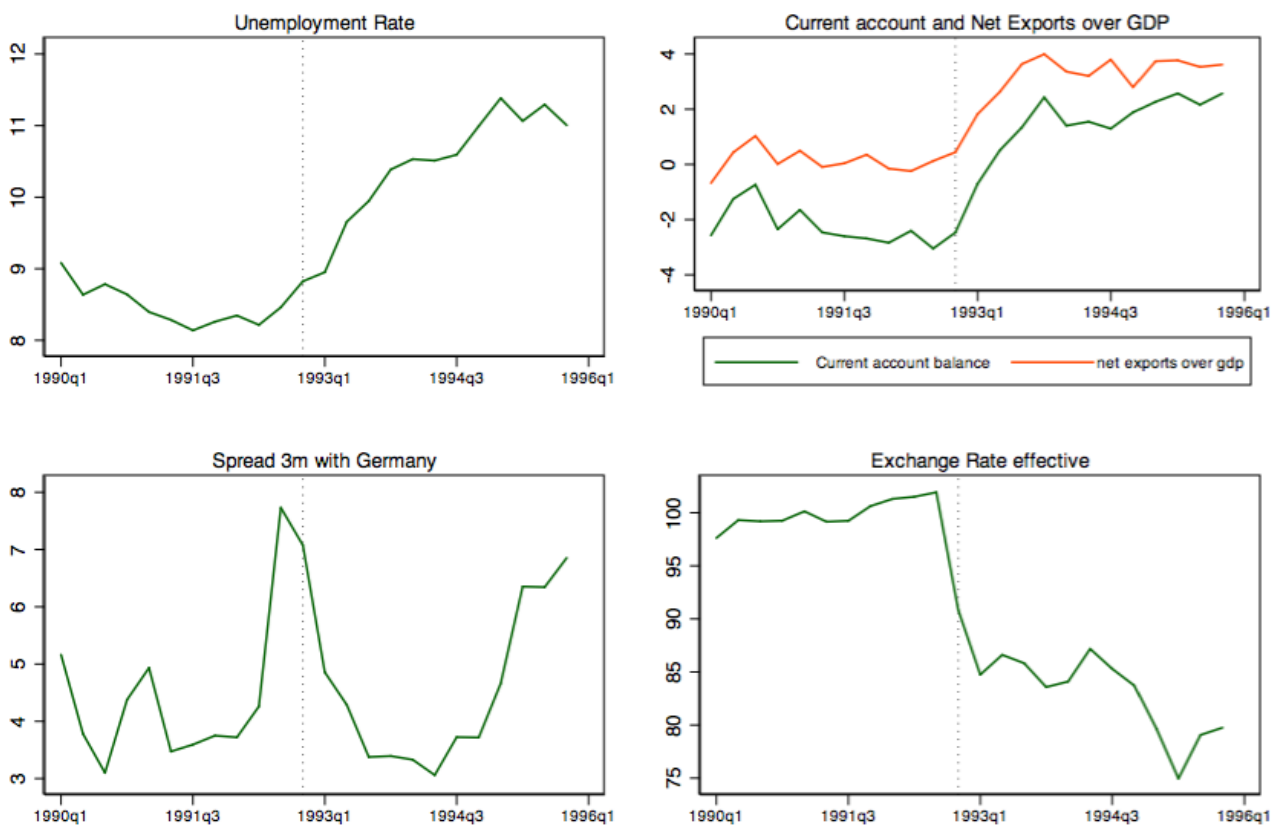 Unemployment Rate
12
11
10
9
8
1990q1 1991q3 1993q1 1994q3 1996q1
Current account and Net Exports over GDP
4
2
0
-2
-4
1990q1 1991q3 1993q1 1994q3 1996q1
Current account balance net exports over gdp
Spread 3m with Germany
8
7
6
5
4
3
1990q1 1991q3 1993q1 1994q3 1996q1
Exchange Rate effective
100
95
90
85
80
75
1990q1 1991q3 1993q1 1994q3 1996q1